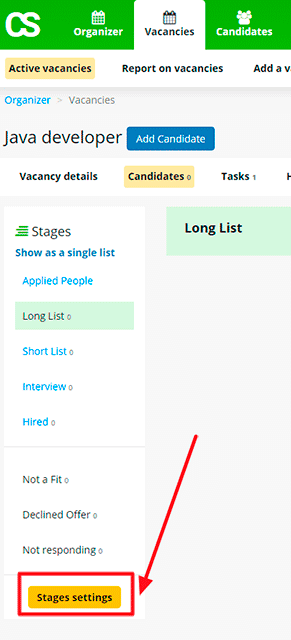 CS
Organizer Vacancies Candidates
Active vacancies Report on vacancies Add a v
Organizer > Vacancies
Java developer Add Candidate
Vacancy details Candidates 0 Tasks 1 H
Stages
Long List
Show as a single list
Applied People
Long List 0
Short List 0
Interview 0
Hired 0
Not a Fit 0
Declined Offer 0
Not responding 0
Stages settings